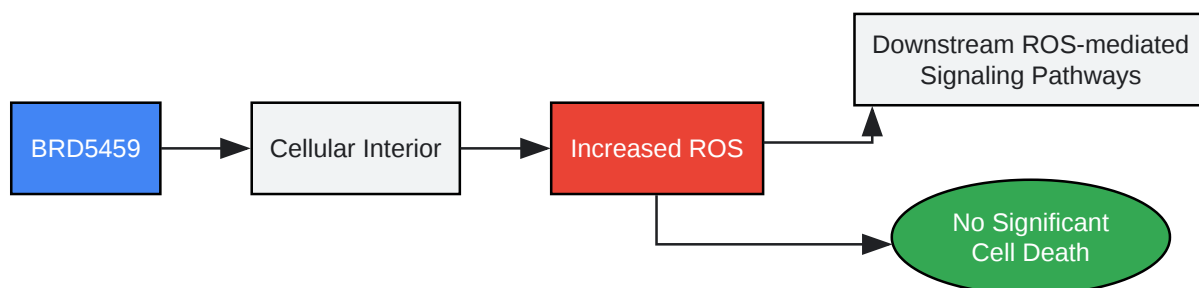 BRD5459
Cellular Interior
Increased ROS
Downstream ROS-mediated
Signaling Pathways
No Significant
Cell Death